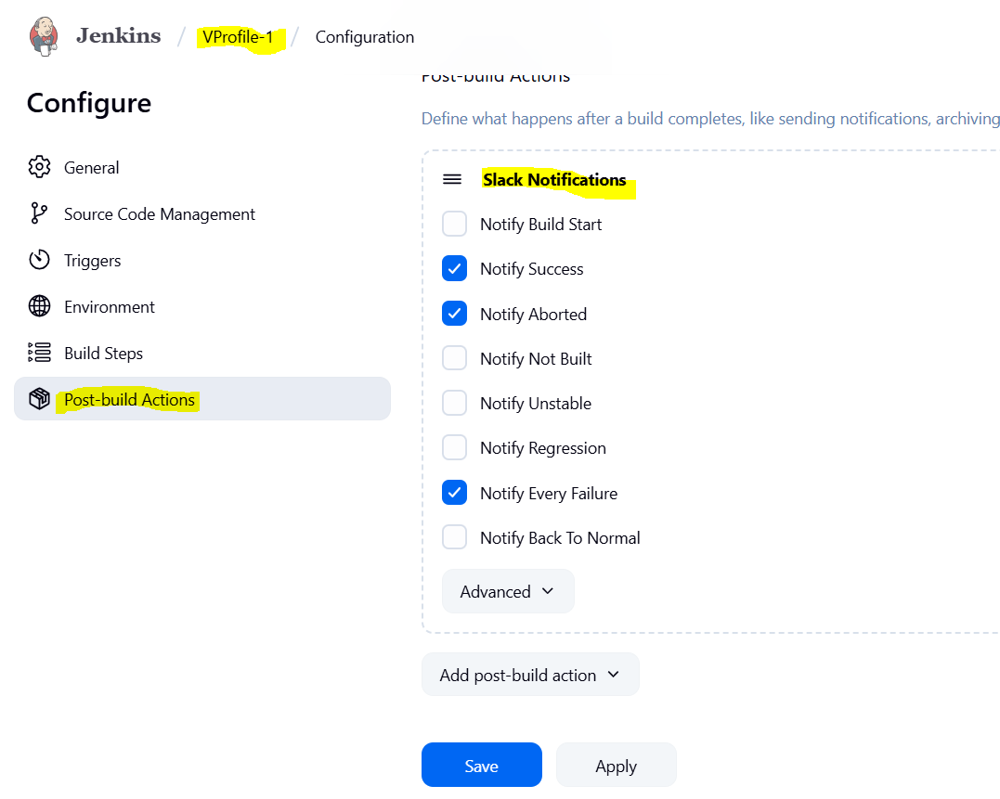 Jenkins / VProfile-1 / Configuration
Configure
General
Source Code Management
Triggers
Environment
Build Steps
Post-build Actions
Post-build Actions
Define what happens after a build completes, like sending notifications, archiving
Slack Notifications
Notify Build Start
Notify Success
Notify Aborted
Notify Not Built
Notify Unstable
Notify Regression
Notify Every Failure
Notify Back To Normal
Advanced
Add post-build action
Save
Apply